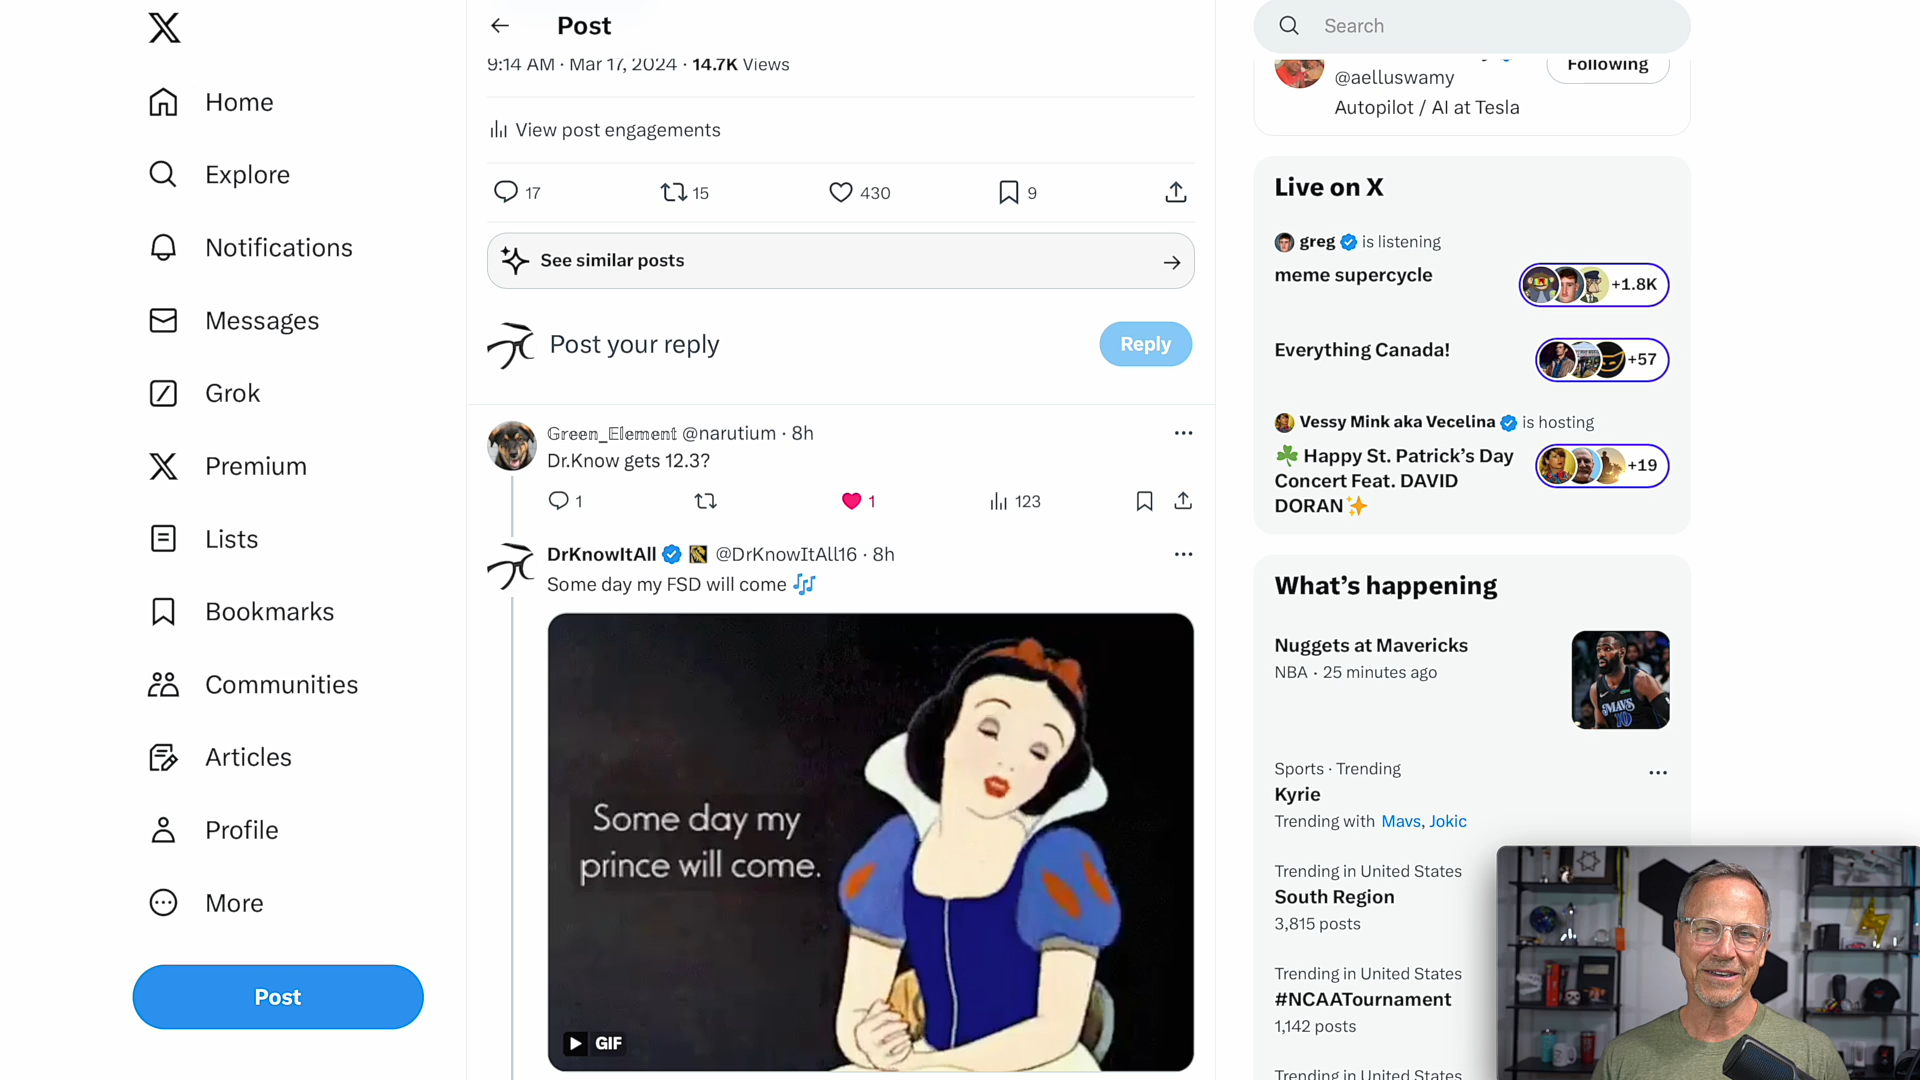 Home
Explore
Notifications
Messages
Grok
Premium
Lists
Bookmarks
Communities
Articles
Profile
More
Post
Post
9:14 AM · Mar 17, 2024 · 14.7K Views
View post engagements
17 15 430 9
See similar posts
Post your reply Reply
Green_Element @narutium · 8h
Dr.Know gets 12.3?
1 1 123
DrKnowItAll @DrKnowItAll16 · 8h
Some day my FSD will come 🎶
Some day my
prince will come.
GIF
Search
Following
@aelluswamy
Autopilot / AI at Tesla
Live on X
greg is listening
meme supercycle
+1.8K
Everything Canada!
+57
Vessy Mink aka Vecelina is hosting
☘️ Happy St. Patrick’s Day
Concert Feat. DAVID
DORAN✨
+19
What’s happening
Nuggets at Mavericks
NBA · 25 minutes ago
MAVS
10
Sports · Trending
Kyrie
Trending with Mavs, Jokic
Trending in United States
South Region
3,815 posts
Trending in United States
#NCAATournament
1,142 posts
Trending in United States